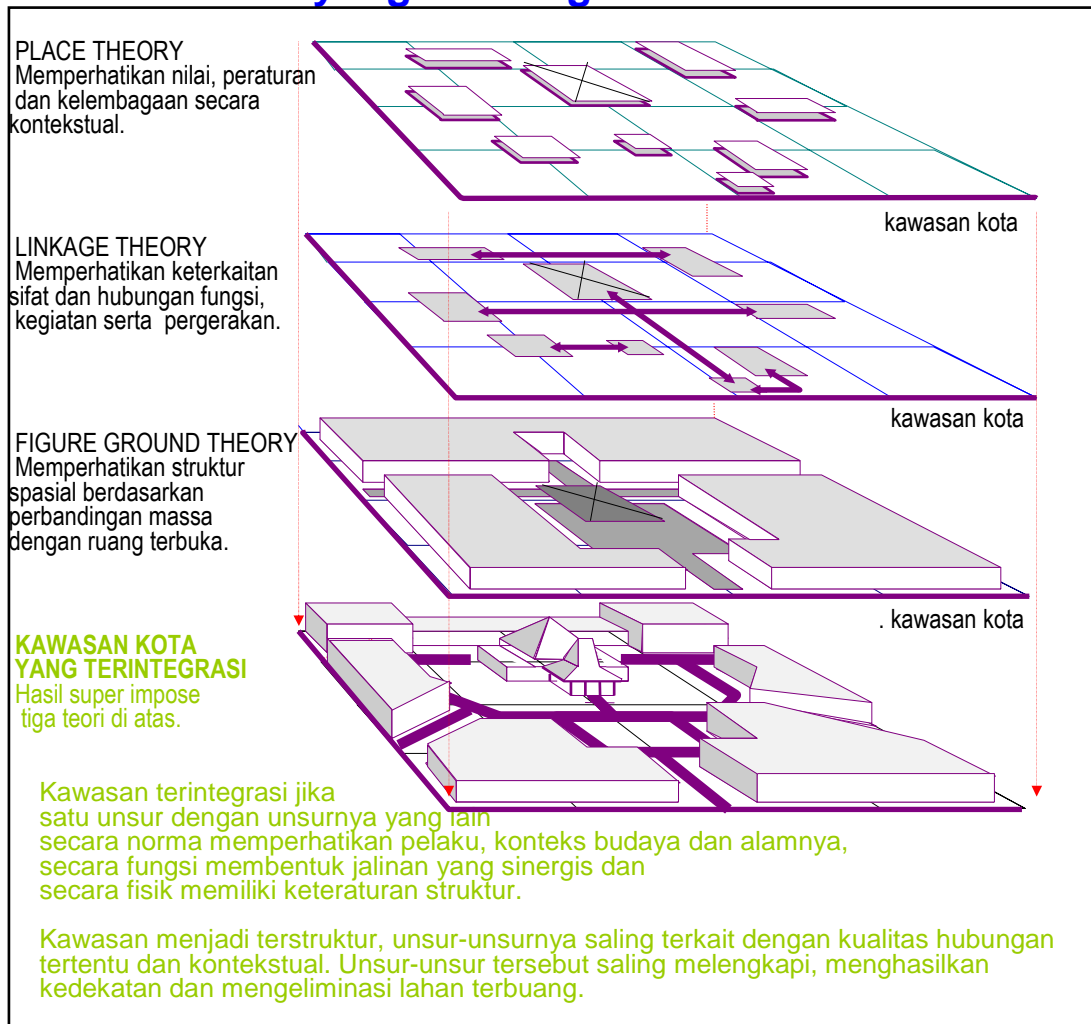 PLACE THEORY
Memperhatikan nilai, peraturan
dan kelembagaan secara
kontekstual.
kawasan kota
LINKAGE THEORY
Memperhatikan keterkaitan
sifat dan hubungan fungsi,
kegiatan serta pergerakan.
kawasan kota
FIGURE GROUND THEORY
Memperhatikan struktur
spasial berdasarkan
perbandingan massa
dengan ruang terbuka.
. kawasan kota
KAWASAN KOTA
YANG TERINTEGRASI
Hasil super impose
tiga teori di atas.
Kawasan terintegrasi jika
satu unsur dengan unsurnya yang lain
secara norma memperhatikan pelaku, konteks budaya dan alamnya,
secara fungsi membentuk jalinan yang sinergis dan
secara fisik memiliki keteraturan struktur.
Kawasan menjadi terstruktur, unsur-unsurnya saling terkait dengan kualitas hubungan
tertentu dan kontekstual. Unsur-unsur tersebut saling melengkapi, menghasilkan
kedekatan dan mengeliminasi lahan terbuang.